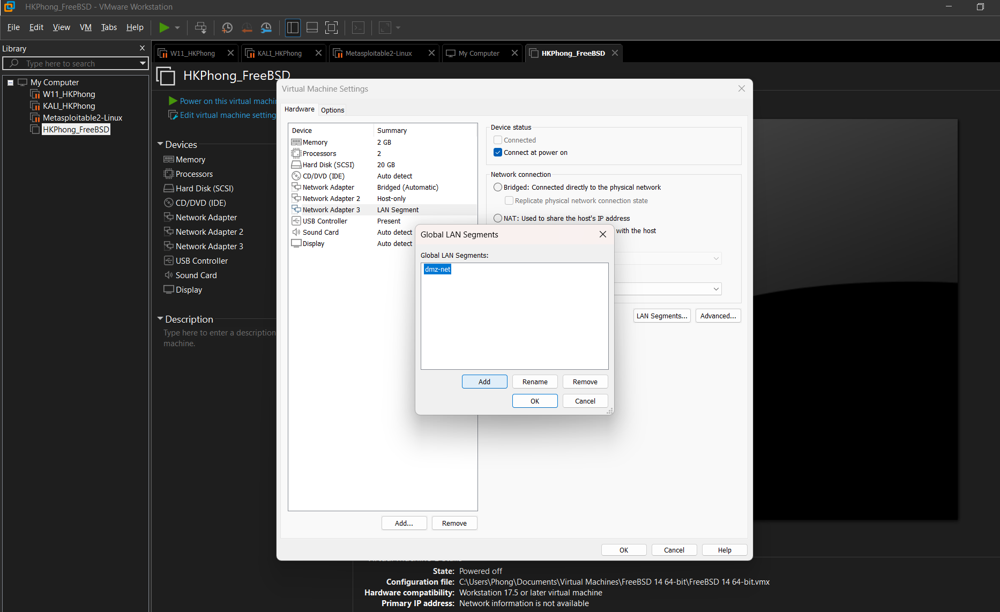 HKPhong_FreeBSD - VMware Workstation
File Edit View VM Tabs Help
Library
Type here to search
My Computer
W11_HKPhong
KALI_HKPhong
Metasploitable2-Linux
HKPhong_FreeBSD
W11_HKPhong
KALI_HKPhong
Metasploitable2-Linux
My Computer
HKPhong_FreeBSD
HKPhong_FreeBSD
Power on this virtual machin
Edit virtual machine setting
Devices
Memory
Processors
Hard Disk (SCSI)
CD/DVD (IDE)
Network Adapter
Network Adapter 2
Network Adapter 3
USB Controller
Sound Card
Display
Description
Type here to enter a description
machine.
Virtual Machine Settings
Hardware Options
Device Summary
Memory 2 GB
Processors 2
Hard Disk (SCSI) 20 GB
CD/DVD (IDE) Auto detect
Network Adapter Bridged (Automatic)
Network Adapter 2 Host-only
Network Adapter 3 LAN Segment
USB Controller Present
Sound Card Auto detect
Display Auto detect
Add... Remove
Device status
Connected
Connect at power on
Network connection
Bridged: Connected directly to the physical network
Replicate physical network connection state
NAT: Used to share the host's IP address
with the host
LAN Segments... Advanced...
Global LAN Segments
Global LAN Segments:
dmz-net
Add Rename Remove
OK Cancel
OK Cancel Help
State: Powered off
Configuration file: C:\Users\Phong\Documents\Virtual Machines\FreeBSD 14 64-bit\FreeBSD 14 64-bit.vmx
Hardware compatibility: Workstation 17.5 or later virtual machine
Primary IP address: Network information is not available